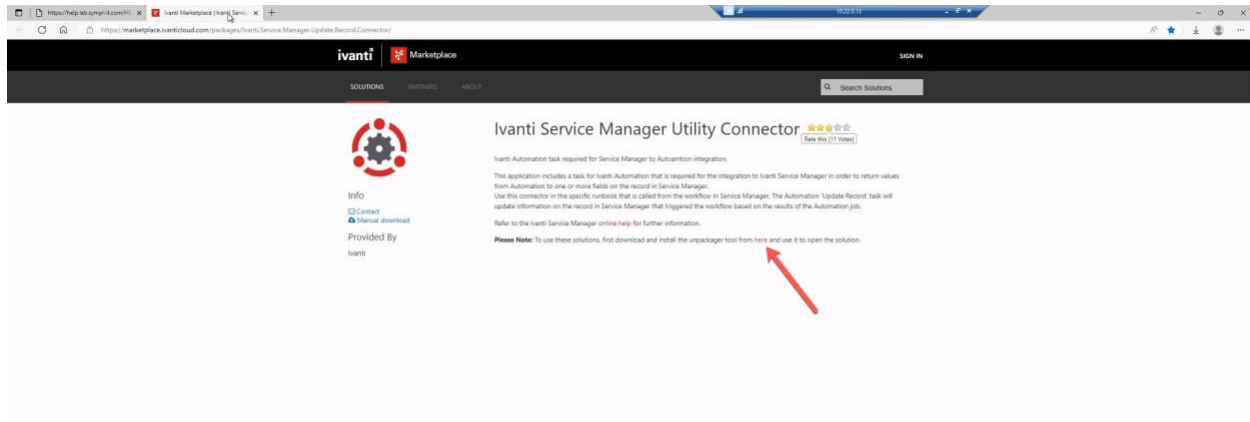 https://help.lab.sympl-it.com/HE
Ivanti Marketplace | Ivanti Servic
10.22.0.13
https://marketplace.ivanticloud.com/packages/Ivanti.Service.Manager.Update.Record.Connector/
ivanti Marketplace
SIGN IN
SOLUTIONS PARTNERS ABOUT
Search Solutions
Ivanti Service Manager Utility Connector
Rate this [11 Votes]
Ivanti Automation task required for Service Manager to Autoamtion integration.
This application includes a task for Ivanti Automation that is required for the integration to Ivanti Service Manager in order to return values
from Automation to one or more fields on the record in Service Manager.
Use this connector in the specific runbook that is called from the workflow in Service Manager. The Automation 'Update Record' task will
update information on the record in Service Manager that triggered the workflow based on the results of the Automation job.
Refer to the Ivanti Service Manager online help for further information.
Please Note: To use these solutions, first download and install the unpackager tool from here and use it to open the solution.
Info
Contact
Manual download
Provided By
Ivanti